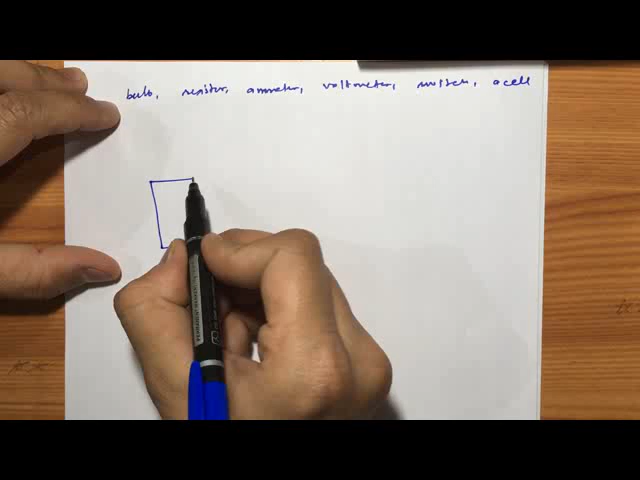 bulb, resistor, ammeter, voltmeter, switch, a cell